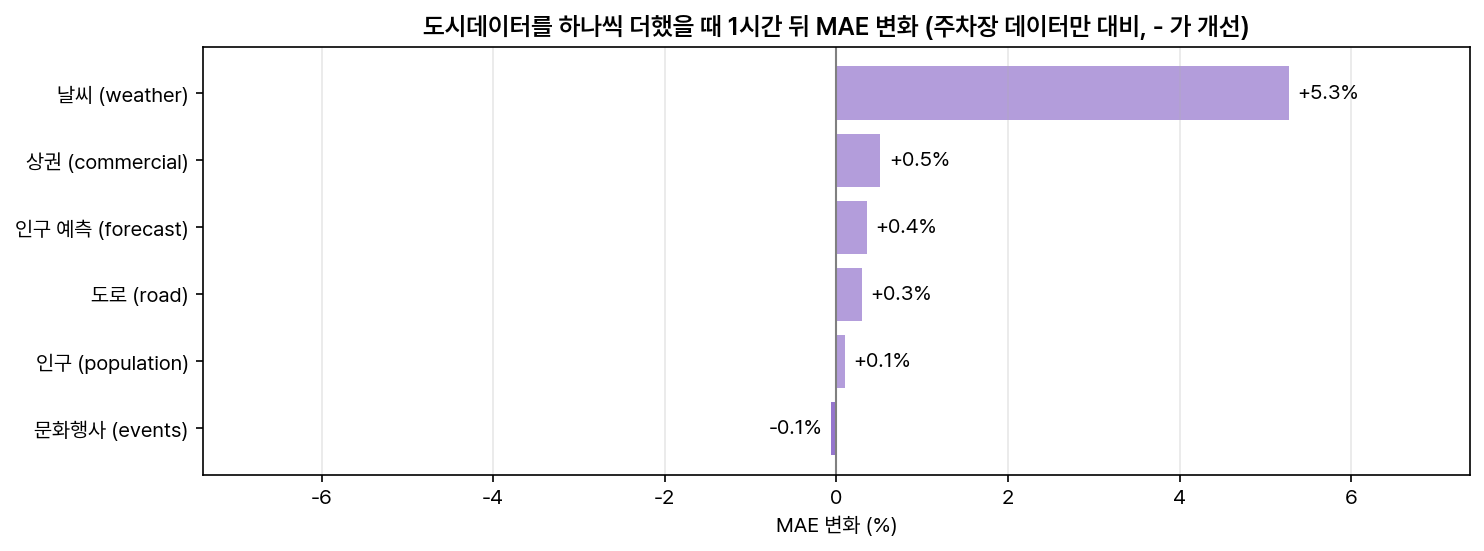 도시데이터를 하나씩 더했을 때 1시간 뒤 MAE 변화 (주차장 데이터만 대비, - 가 개선)
날씨 (weather)
+5.3%
상권 (commercial)
+0.5%
인구 예측 (forecast)
+0.4%
도로 (road)
+0.3%
인구 (population)
+0.1%
문화행사 (events)
-0.1%
-6 -4 -2 0 2 4 6
MAE 변화 (%)